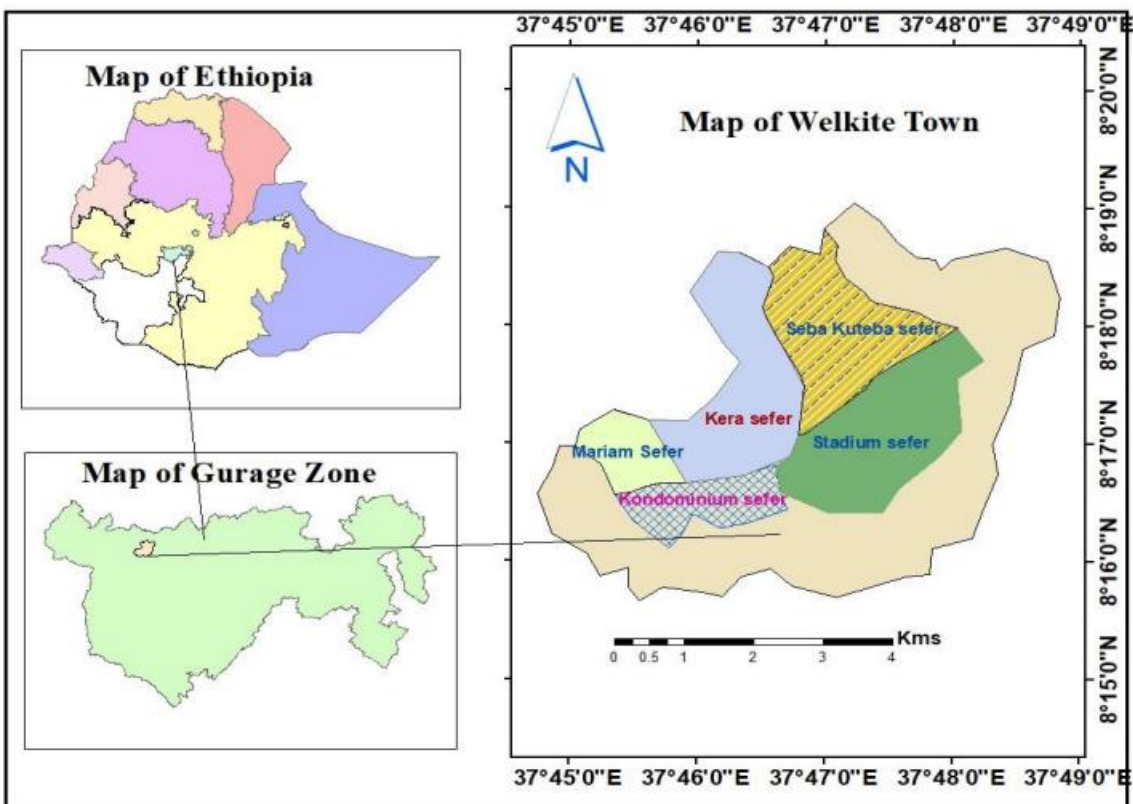 Map of Ethiopia
Map of Gurage Zone
37°45'0"E 37°46'0"E 37°47'0"E 37°48'0"E 37°49'0"E
Map of Welkite Town
N
Seba Kuteba sefer
Kera sefer
Stadium sefer
Mariam Sefer
Kondominium sefer
Kms
0 0.5 1 2 3 4
8°20'0"N
8°19'0"N
8°18'0"N
8°17'0"N
8°16'0"N
8°15'0"N
37°45'0"E 37°46'0"E 37°47'0"E 37°48'0"E 37°49'0"E